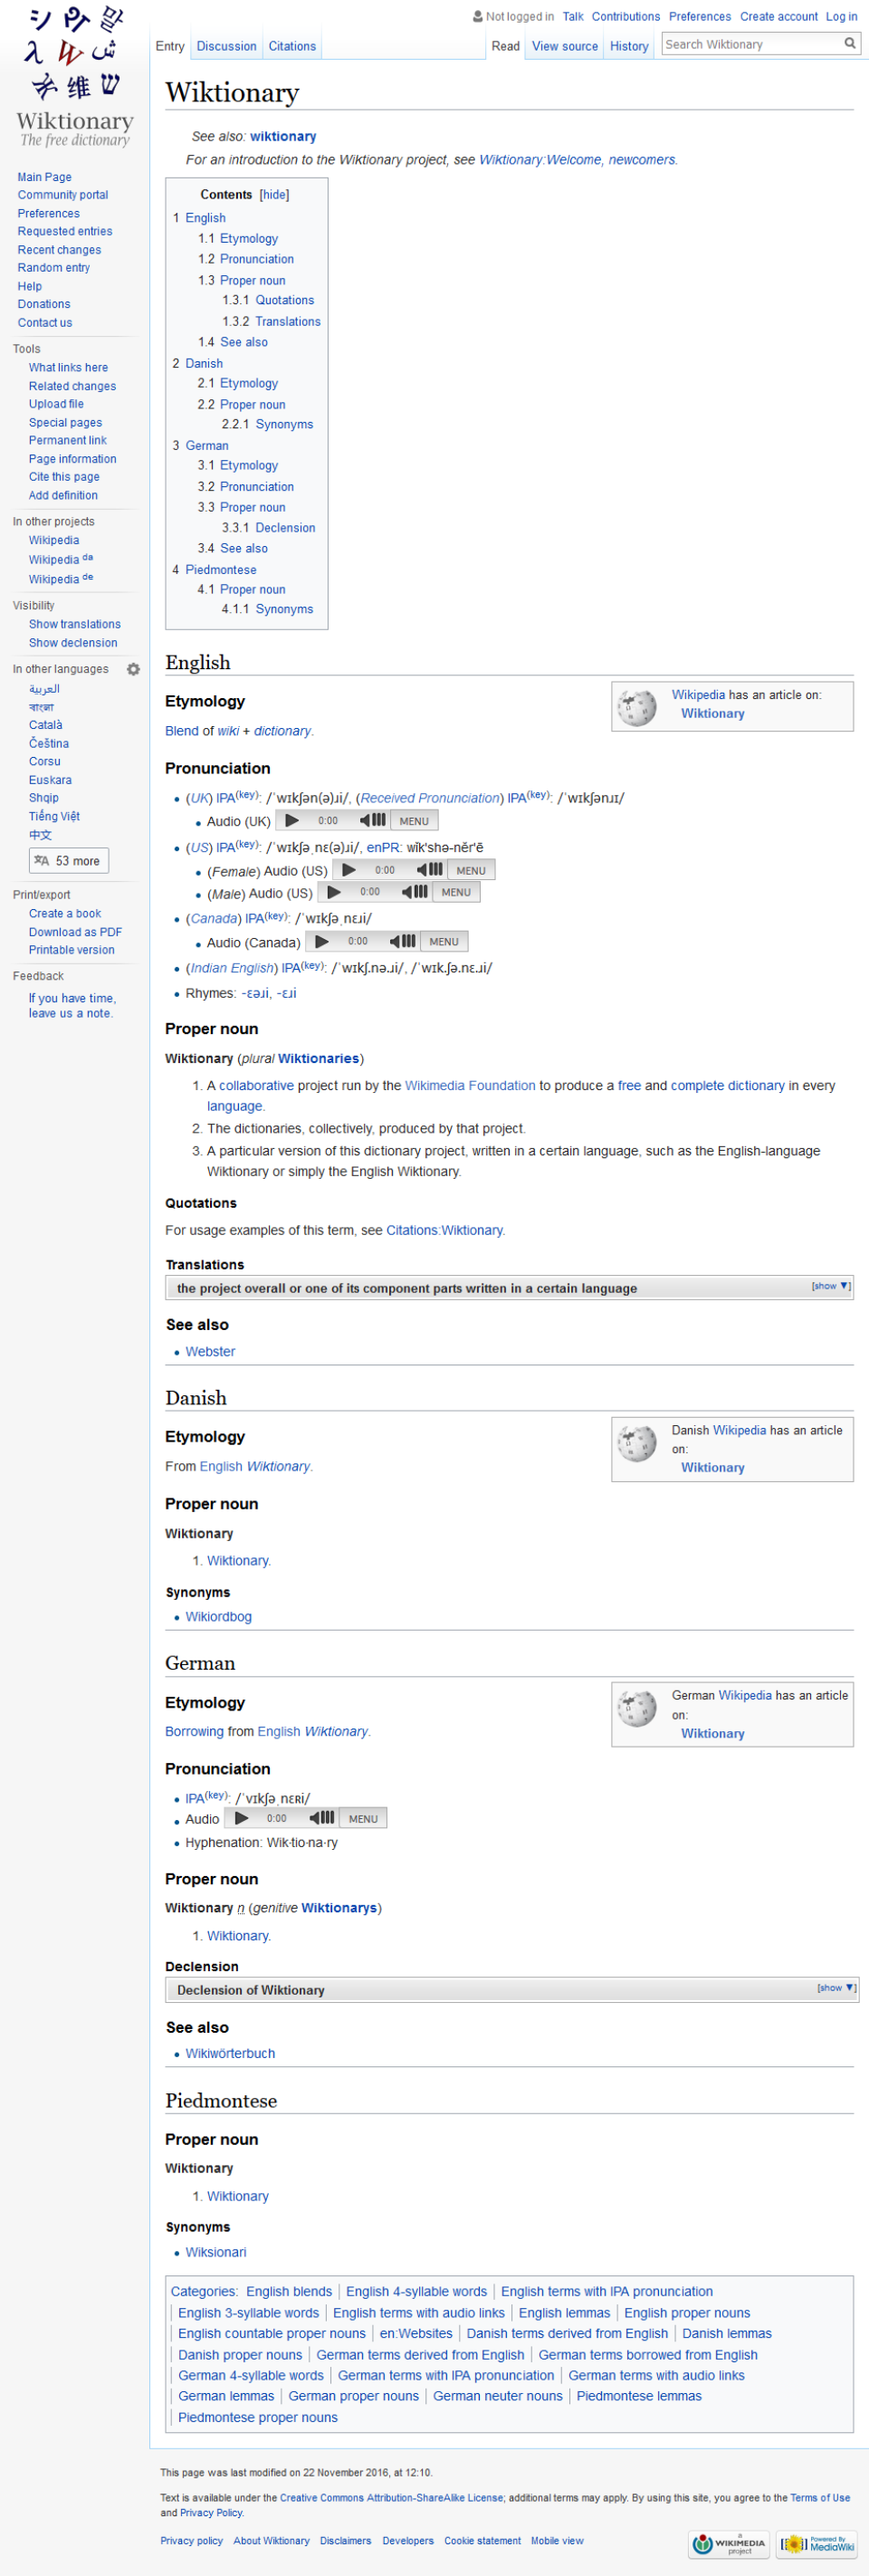 Not logged in Talk Contributions Preferences Create account Log in
Entry Discussion Citations Read View source History Search Wiktionary
シ ዊ 말
א W ش
维 ש
Wiktionary
The free dictionary
Main Page
Community portal
Preferences
Requested entries
Recent changes
Random entry
Help
Donations
Contact us
Tools
What links here
Related changes
Upload file
Special pages
Permanent link
Page information
Cite this page
Add definition
In other projects
Wikipedia
Wikipedia da
Wikipedia de
Visibility
Show translations
Show declension
In other languages
العربية
বাংলা
Català
Čeština
Corsu
Euskara
Shqip
Tiếng Việt
中文
53 more
Print/export
Create a book
Download as PDF
Printable version
Feedback
If you have time,
leave us a note.
Wiktionary
See also: wiktionary
For an introduction to the Wiktionary project, see Wiktionary:Welcome, newcomers.
Contents [hide]
1 English
1.1 Etymology
1.2 Pronunciation
1.3 Proper noun
1.3.1 Quotations
1.3.2 Translations
1.4 See also
2 Danish
2.1 Etymology
2.2 Proper noun
2.2.1 Synonyms
3 German
3.1 Etymology
3.2 Pronunciation
3.3 Proper noun
3.3.1 Declension
3.4 See also
4 Piedmontese
4.1 Proper noun
4.1.1 Synonyms
English
Wikipedia has an article on:
Wiktionary
Etymology
Blend of wiki + dictionary.
Pronunciation
• (UK) IPA(key): /ˈwɪkʃən(ə)ɹi/, (Received Pronunciation) IPA(key): /ˈwɪkʃənɹɪ/
• Audio (UK) 0:00 MENU
• (US) IPA(key): /ˈwɪkʃəˌnɛ(ə)ɹi/, enPR: wĭk'shə-nĕr'ē
• (Female) Audio (US) 0:00 MENU
• (Male) Audio (US) 0:00 MENU
• (Canada) IPA(key): /ˈwɪkʃəˌnɛɹi/
• Audio (Canada) 0:00 MENU
• (Indian English) IPA(key): /ˈwɪkʃ.nə.ɹi/, /ˈwɪk.ʃə.nɛ.ɹi/
• Rhymes: -ɛəɹi, -ɛɹi
Proper noun
Wiktionary (plural Wiktionaries)
1. A collaborative project run by the Wikimedia Foundation to produce a free and complete dictionary in every
language.
2. The dictionaries, collectively, produced by that project.
3. A particular version of this dictionary project, written in a certain language, such as the English-language
Wiktionary or simply the English Wiktionary.
Quotations
For usage examples of this term, see Citations:Wiktionary.
Translations
the project overall or one of its component parts written in a certain language [show ▼]
See also
• Webster
Danish
Danish Wikipedia has an article
on:
Wiktionary
Etymology
From English Wiktionary.
Proper noun
Wiktionary
1. Wiktionary.
Synonyms
• Wikiordbog
German
German Wikipedia has an article
on:
Wiktionary
Etymology
Borrowing from English Wiktionary.
Pronunciation
• IPA(key): /ˈvɪkʃəˌnɛʀi/
• Audio 0:00 MENU
• Hyphenation: Wik·tio·na·ry
Proper noun
Wiktionary n (genitive Wiktionarys)
1. Wiktionary.
Declension
Declension of Wiktionary [show ▼]
See also
• Wikiwörterbuch
Piedmontese
Proper noun
Wiktionary
1. Wiktionary
Synonyms
• Wiksionari
Categories: English blends | English 4-syllable words | English terms with IPA pronunciation
| English 3-syllable words | English terms with audio links | English lemmas | English proper nouns
| English countable proper nouns | en:Websites | Danish terms derived from English | Danish lemmas
| Danish proper nouns | German terms derived from English | German terms borrowed from English
| German 4-syllable words | German terms with IPA pronunciation | German terms with audio links
| German lemmas | German proper nouns | German neuter nouns | Piedmontese lemmas
| Piedmontese proper nouns
This page was last modified on 22 November 2016, at 12:10.
Text is available under the Creative Commons Attribution-ShareAlike License; additional terms may apply. By using this site, you agree to the Terms of Use
and Privacy Policy.
Privacy policy About Wiktionary Disclaimers Developers Cookie statement Mobile view
A WIKIMEDIA project
Powered By MediaWiki